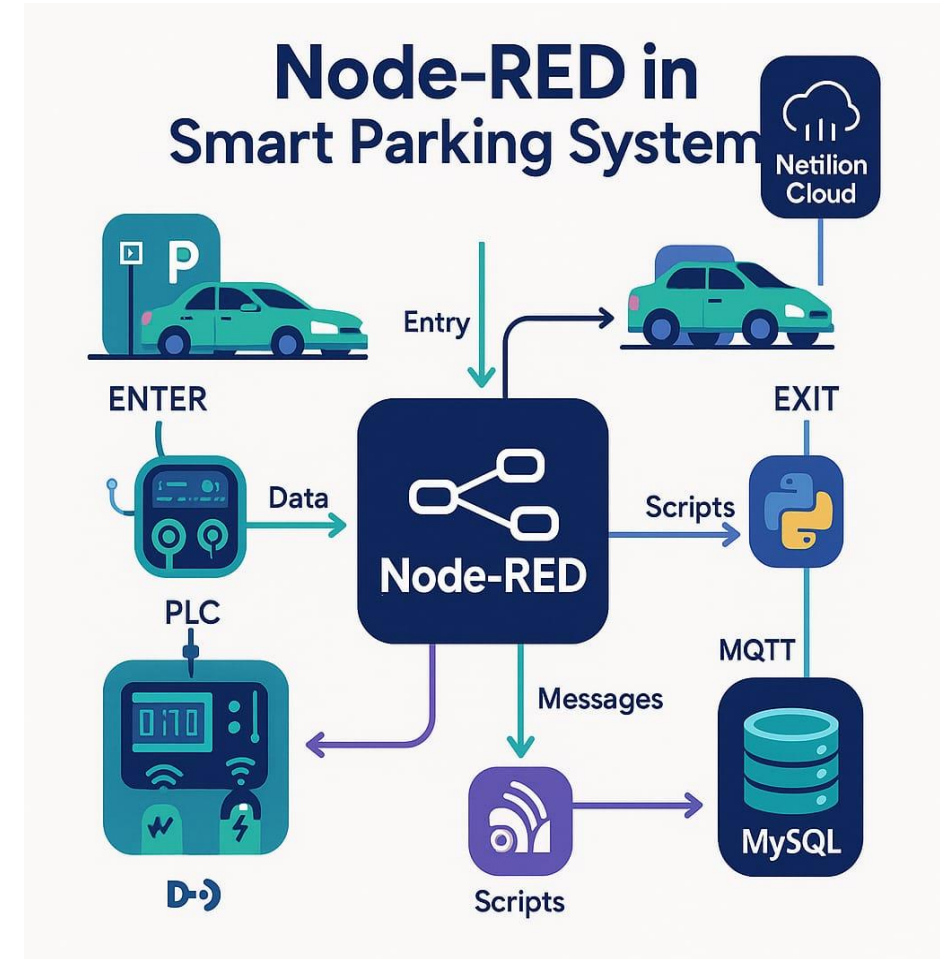 Node-RED in
Smart Parking System
Netilion
Cloud
P
Entry
ENTER
EXIT
Data
Scripts
Node-RED
PLC
MQTT
Messages
MySQL
Scripts